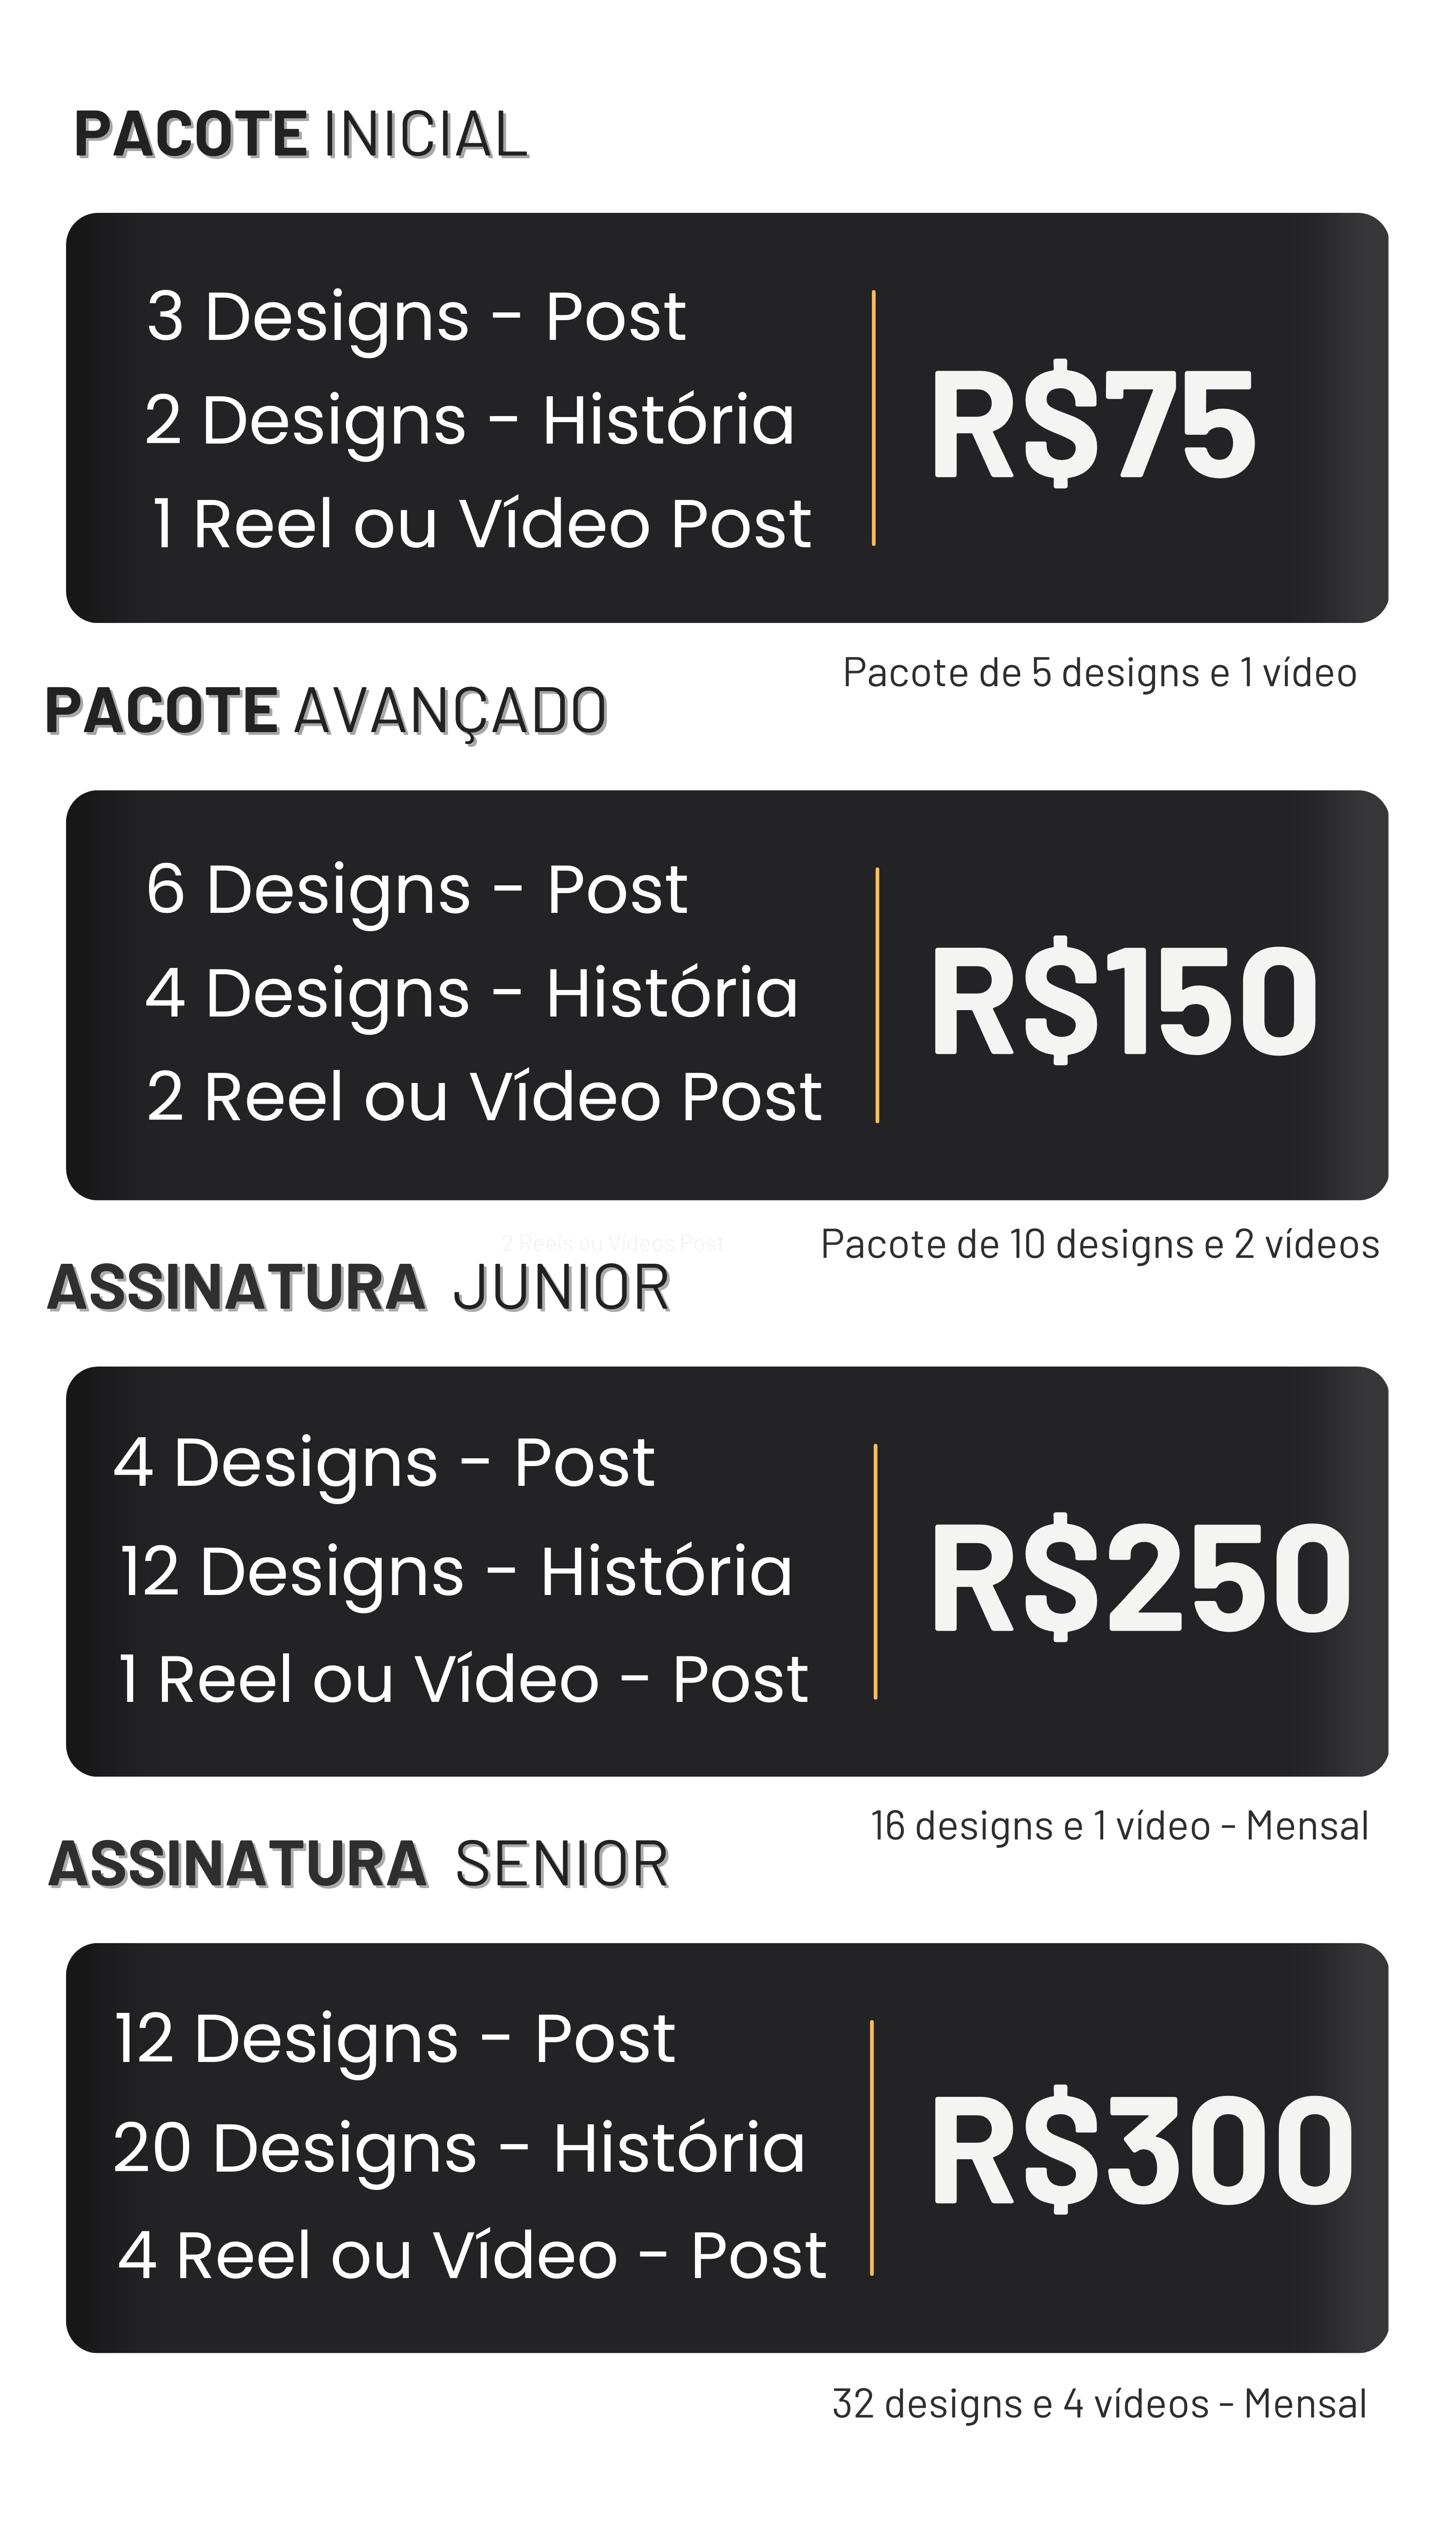 PACOTE INICIAL
3 Designs - Post
2 Designs - História
1 Reel ou Vídeo Post
R$75
Pacote de 5 designs e 1 vídeo
PACOTE AVANÇADO
6 Designs - Post
4 Designs - História
2 Reel ou Vídeo Post
R$150
Pacote de 10 designs e 2 vídeos
2 Reels ou Vídeos Post
ASSINATURA JUNIOR
4 Designs - Post
12 Designs - História
1 Reel ou Vídeo - Post
R$250
16 designs e 1 vídeo - Mensal
ASSINATURA SENIOR
12 Designs - Post
20 Designs - História
4 Reel ou Vídeo - Post
R$300
32 designs e 4 vídeos - Mensal